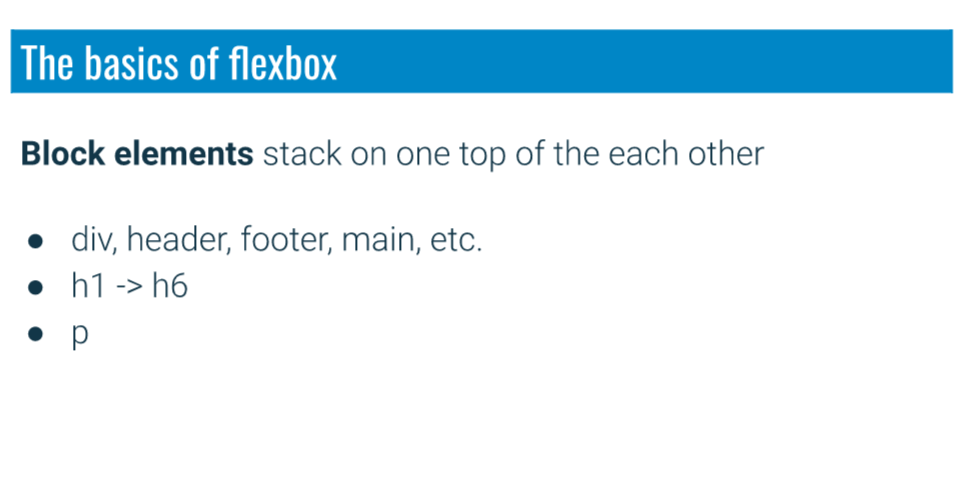 The basics of flexbox
Block elements stack on one top of the each other
● div, header, footer, main, etc.
● h1 -> h6
● p